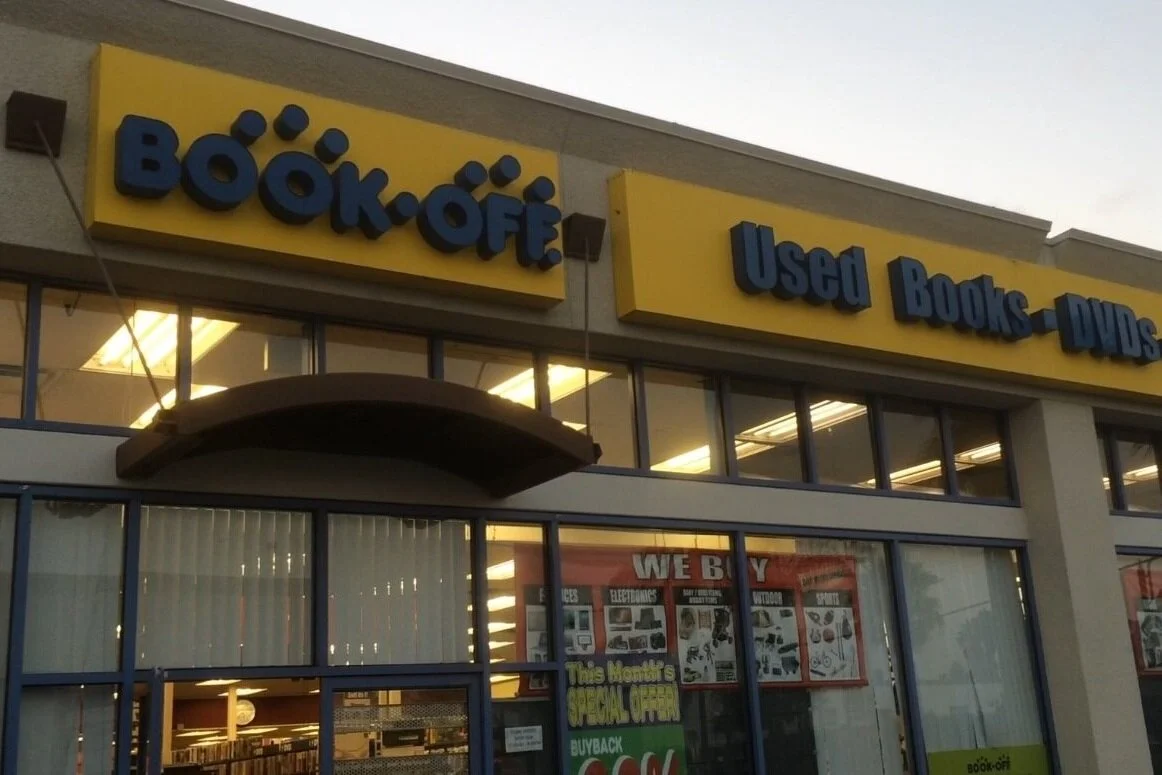 BOOK·OFF
Used Books - DVDs
WE BUY
ELECTRONICS
OUTDOOR
SPORTS
This Month's
SPECIAL OFFER!
BUYBACK
BOOK·OFF